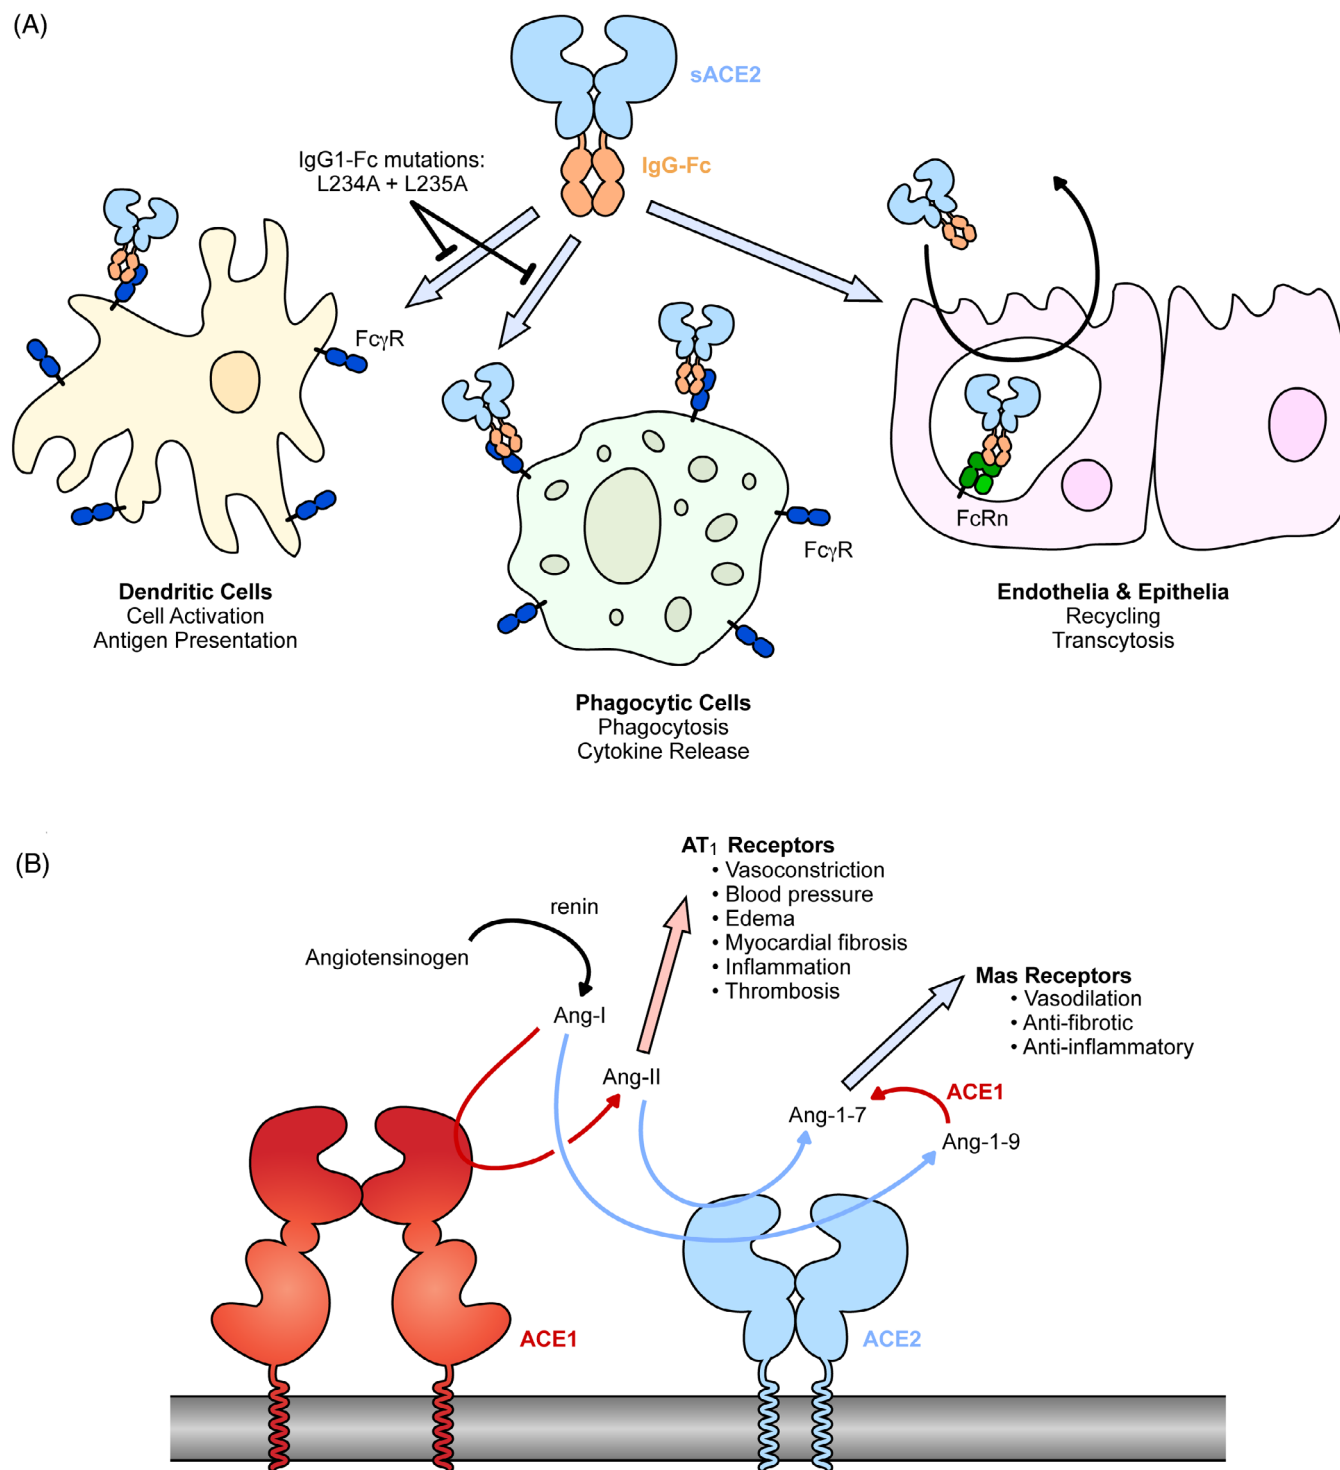 (A)
sACE2
IgG-Fc
IgG1-Fc mutations:
L234A + L235A
FcγR
FcγR
FcRn
Dendritic Cells
Cell Activation
Antigen Presentation
Phagocytic Cells
Phagocytosis
Cytokine Release
Endothelia & Epithelia
Recycling
Transcytosis
(B)
AT₁ Receptors
• Vasoconstriction
• Blood pressure
• Edema
• Myocardial fibrosis
• Inflammation
• Thrombosis
renin
Angiotensinogen
Mas Receptors
• Vasodilation
• Anti-fibrotic
• Anti-inflammatory
Ang-I
Ang-II
Ang-1-7
ACE1
Ang-1-9
ACE1
ACE2